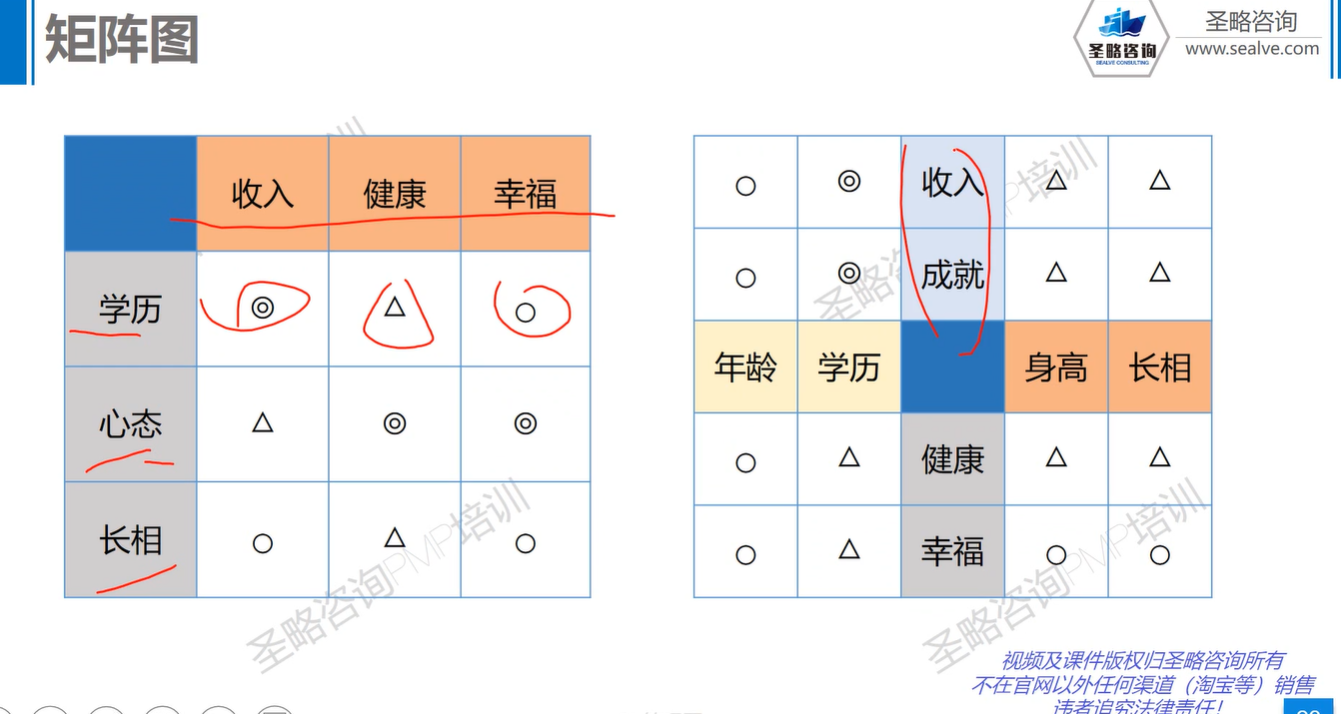 矩阵图
圣略咨询
SEALVE CONSULTING
圣略咨询
www.sealve.com
收入 健康 幸福
学历 ◎ △ ○
心态 △ ◎ ◎
长相 ○ △ ○
○ ◎ 收入 △ △
○ ◎ 成就 △ △
年龄 学历 身高 长相
○ △ 健康 △ △
○ △ 幸福 ○ ○
圣略咨询PMP培训
圣略咨询PMP培训
视频及课件版权归圣略咨询所有
不在官网以外任何渠道（淘宝等）销售
违者追究法律责任！